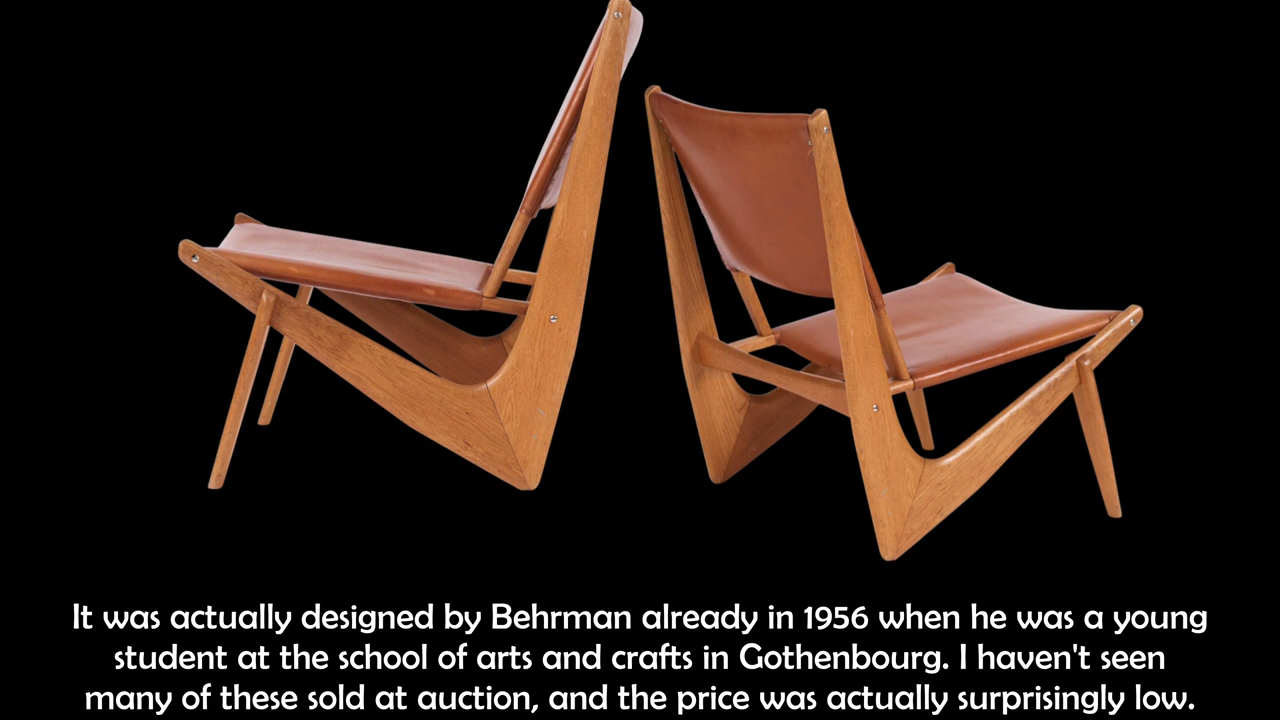 It was actually designed by Behrman already in 1956 when he was a young
student at the school of arts and crafts in Gothenbourg. I haven't seen
many of these sold at auction, and the price was actually surprisingly low.